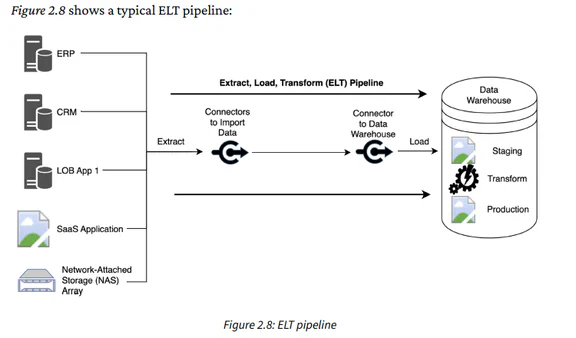 Figure 2.8 shows a typical ELT pipeline:
ERP
CRM
LOB App 1
SaaS Application
Network-Attached
Storage (NAS)
Array
Extract, Load, Transform (ELT) Pipeline
Extract
Connectors
to Import
Data
Connector
to Data
Warehouse
Load
Data
Warehouse
Staging
Transform
Production
Figure 2.8: ELT pipeline